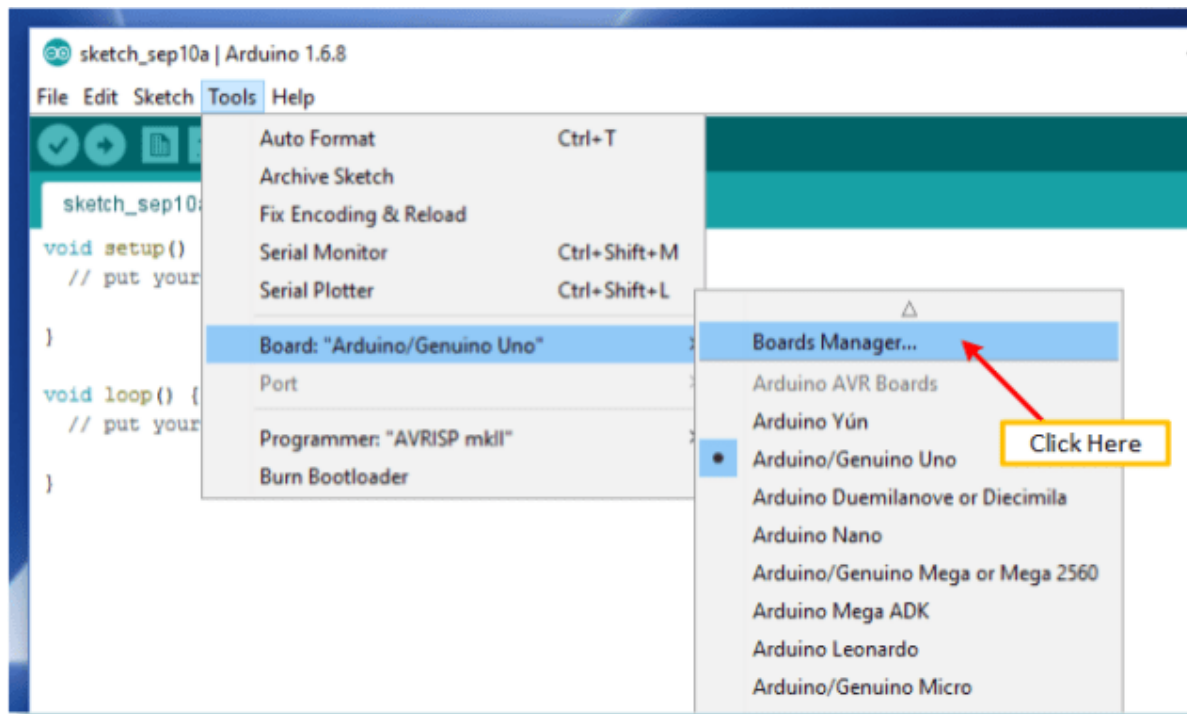 sketch_sep10a | Arduino 1.6.8
File Edit Sketch Tools Help
sketch_sep10a
void setup()
// put your
}
void loop() {
// put your
}
Auto Format Ctrl+T
Archive Sketch
Fix Encoding & Reload
Serial Monitor Ctrl+Shift+M
Serial Plotter Ctrl+Shift+L
Board: "Arduino/Genuino Uno"
Port
Programmer: "AVRISP mkII"
Burn Bootloader
Boards Manager...
Arduino AVR Boards
Arduino Yún
Arduino/Genuino Uno
Arduino Duemilanove or Diecimila
Arduino Nano
Arduino/Genuino Mega or Mega 2560
Arduino Mega ADK
Arduino Leonardo
Arduino/Genuino Micro
Click Here